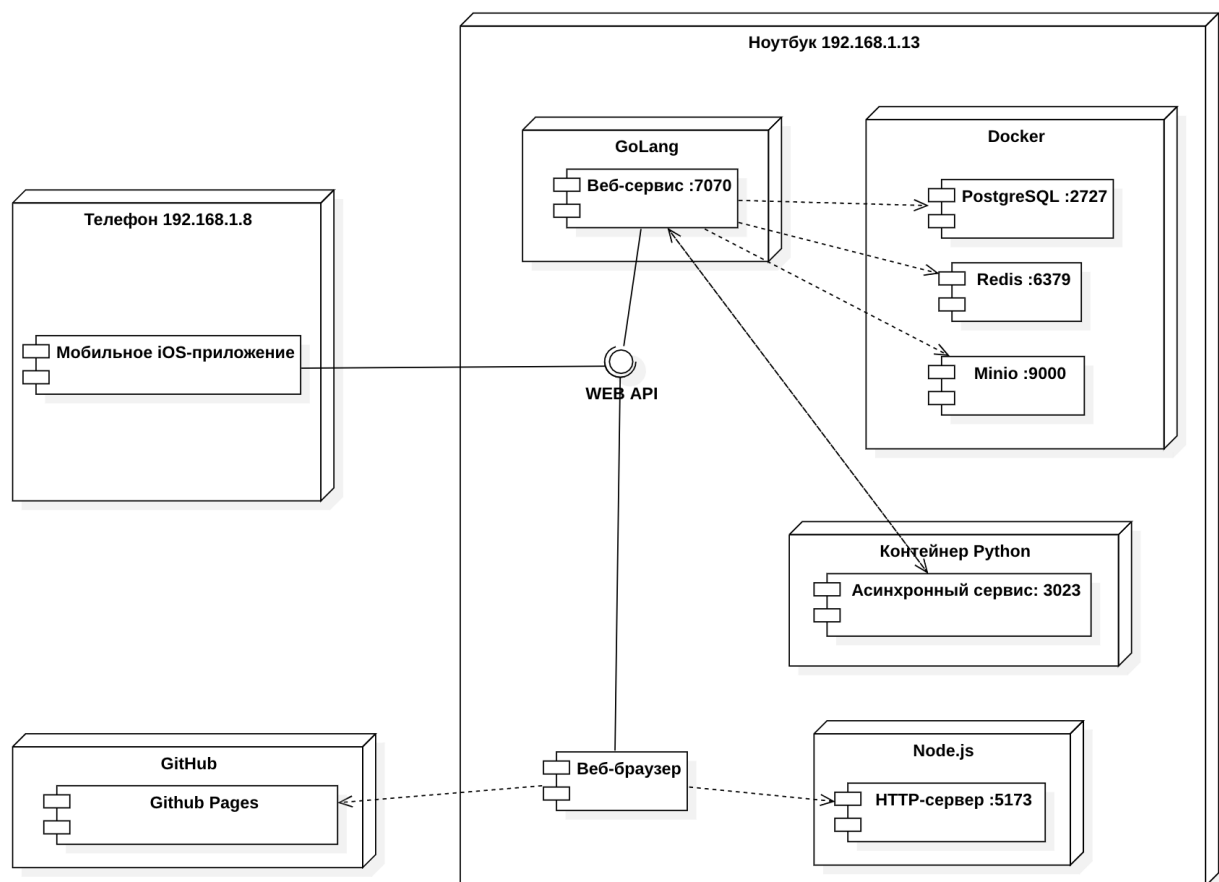 Ноутбук 192.168.1.13
GoLang
Веб-сервис :7070
Docker
PostgreSQL :2727
Redis :6379
Minio :9000
Телефон 192.168.1.8
Мобильное iOS-приложение
WEB API
Контейнер Python
Асинхронный сервис: 3023
GitHub
Github Pages
Веб-браузер
Node.js
HTTP-сервер :5173